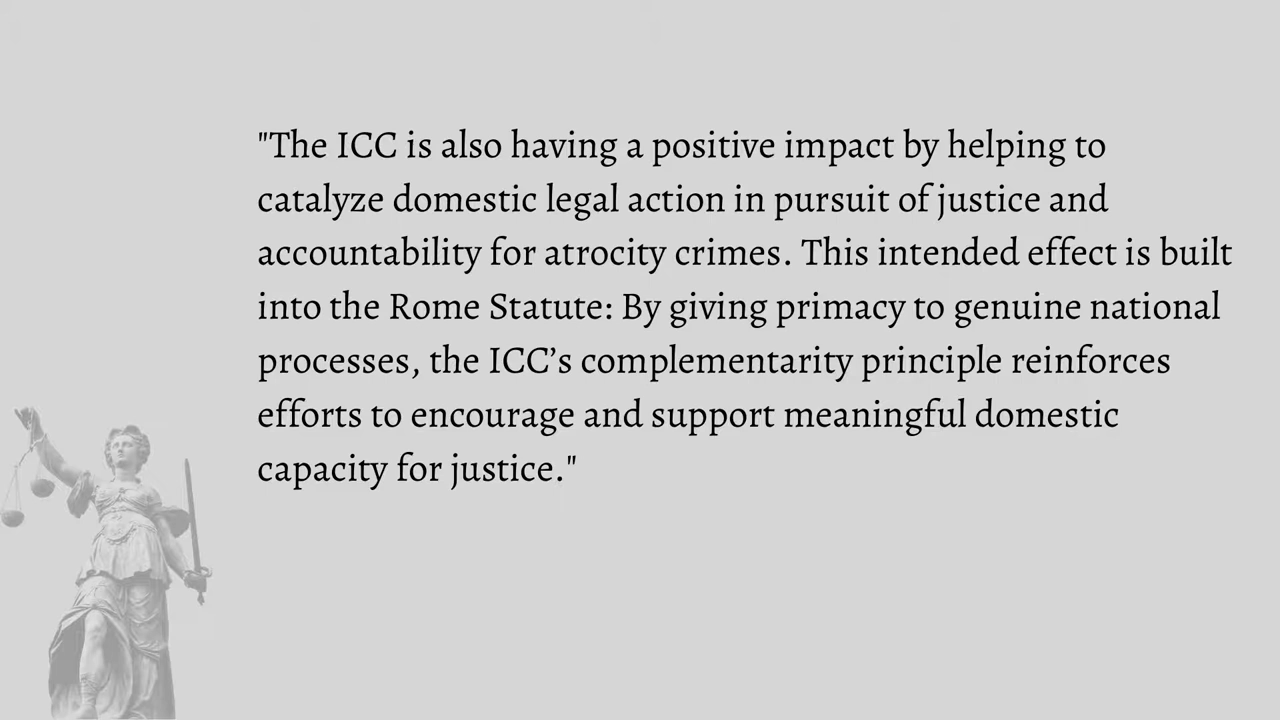 "The ICC is also having a positive impact by helping to
catalyze domestic legal action in pursuit of justice and
accountability for atrocity crimes. This intended effect is built
into the Rome Statute: By giving primacy to genuine national
processes, the ICC’s complementarity principle reinforces
efforts to encourage and support meaningful domestic
capacity for justice."